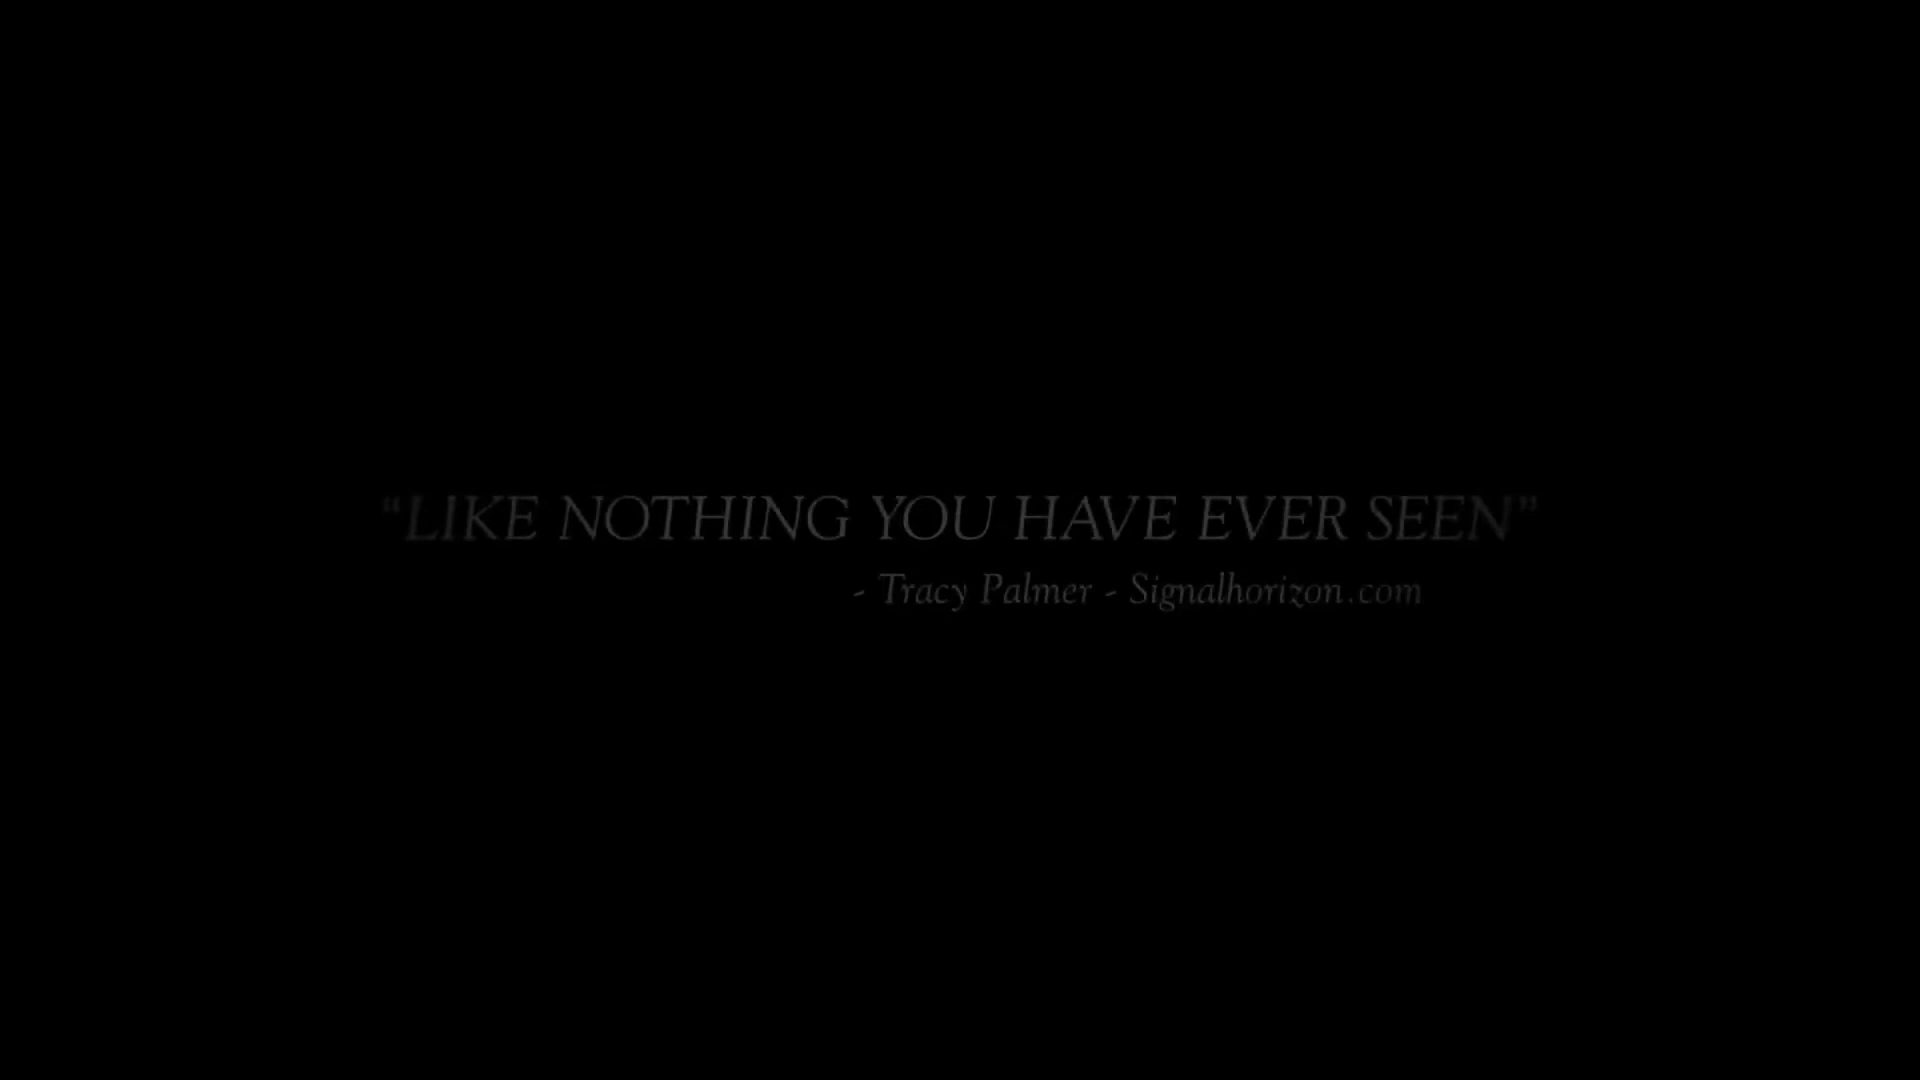 “LIKE NOTHING YOU HAVE EVER SEEN”
- Tracy Palmer - Signalhorizon.com